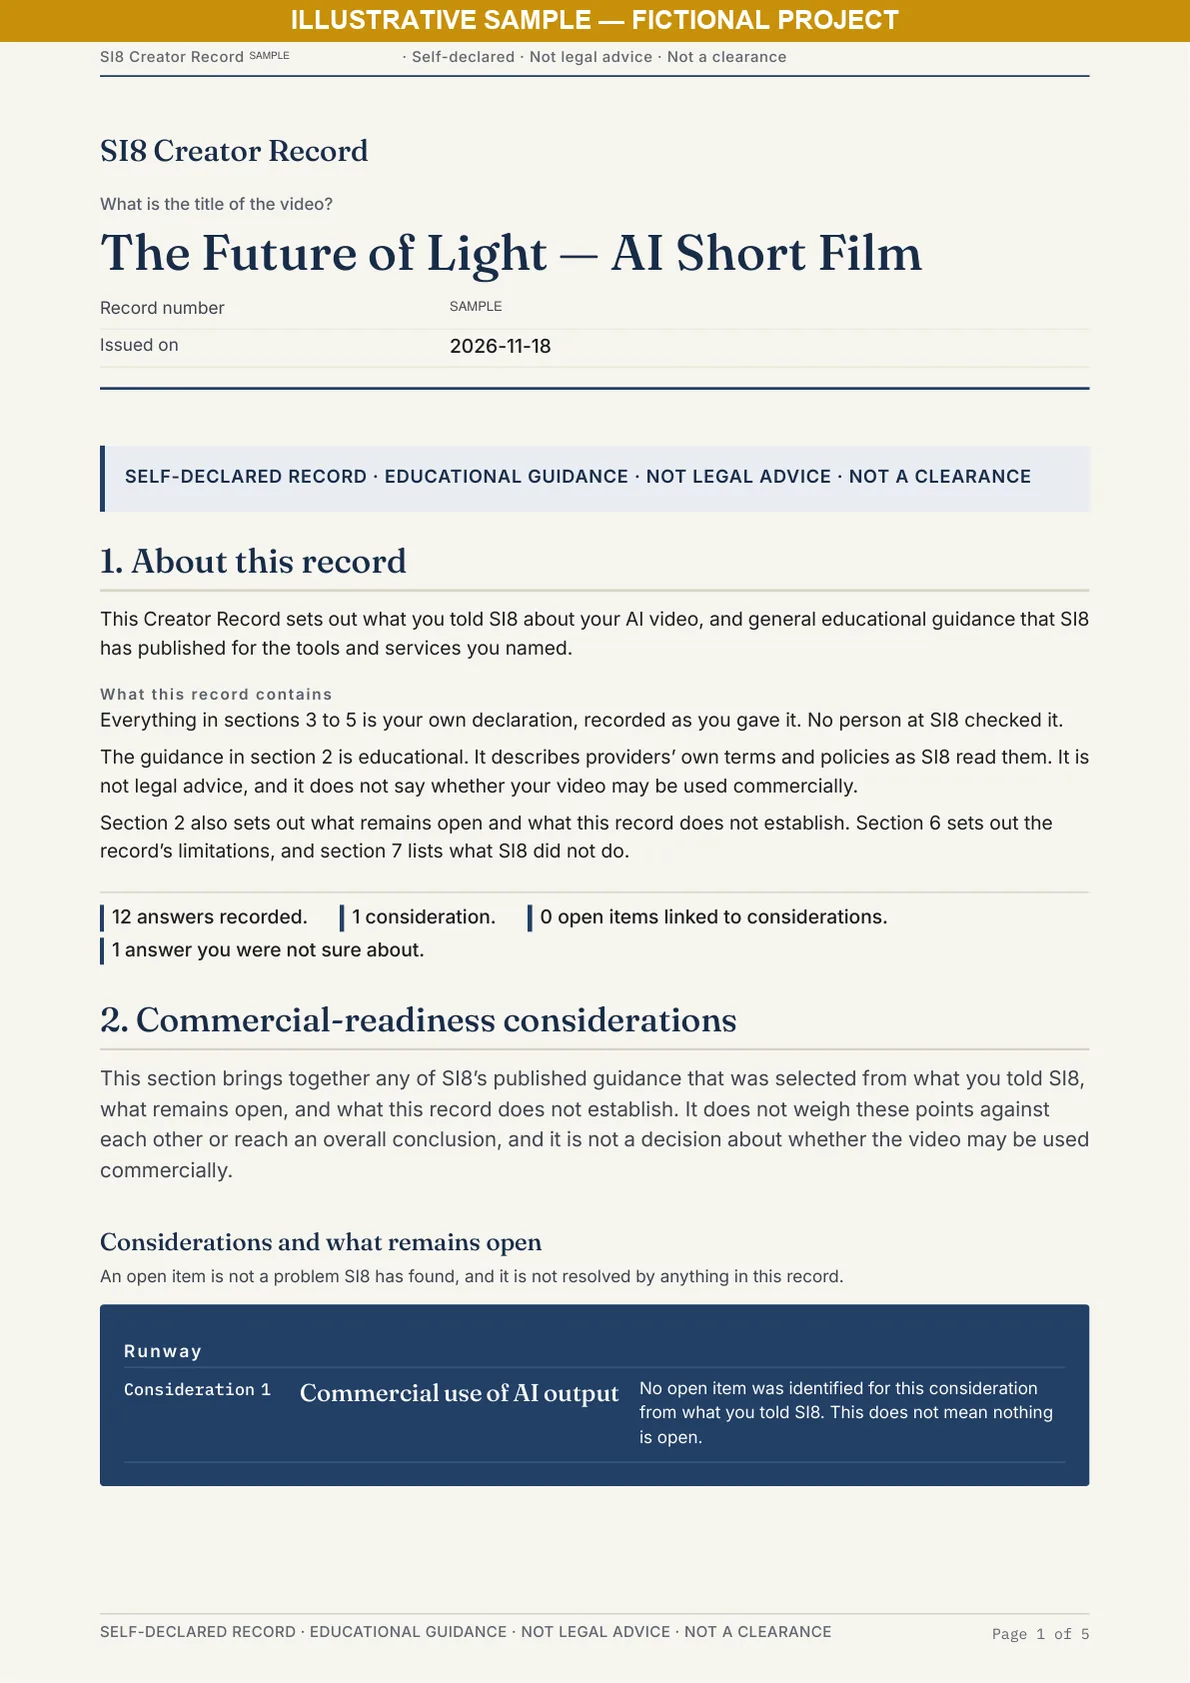 ILLUSTRATIVE SAMPLE — FICTIONAL PROJECT
SI8 Creator Record SAMPLE · Self-declared · Not legal advice · Not a clearance
SI8 Creator Record
What is the title of the video?
The Future of Light — AI Short Film
Record number SAMPLE
Issued on 2026-11-18
SELF-DECLARED RECORD · EDUCATIONAL GUIDANCE · NOT LEGAL ADVICE · NOT A CLEARANCE
1. About this record
This Creator Record sets out what you told SI8 about your AI video, and general educational guidance that SI8
has published for the tools and services you named.
What this record contains
Everything in sections 3 to 5 is your own declaration, recorded as you gave it. No person at SI8 checked it.
The guidance in section 2 is educational. It describes providers’ own terms and policies as SI8 read them. It is
not legal advice, and it does not say whether your video may be used commercially.
Section 2 also sets out what remains open and what this record does not establish. Section 6 sets out the
record’s limitations, and section 7 lists what SI8 did not do.
12 answers recorded. 1 consideration. 0 open items linked to considerations.
1 answer you were not sure about.
2. Commercial-readiness considerations
This section brings together any of SI8’s published guidance that was selected from what you told SI8,
what remains open, and what this record does not establish. It does not weigh these points against
each other or reach an overall conclusion, and it is not a decision about whether the video may be used
commercially.
Considerations and what remains open
An open item is not a problem SI8 has found, and it is not resolved by anything in this record.
Runway
Consideration 1 Commercial use of AI output No open item was identified for this consideration
from what you told SI8. This does not mean nothing
is open.
SELF-DECLARED RECORD · EDUCATIONAL GUIDANCE · NOT LEGAL ADVICE · NOT A CLEARANCE Page 1 of 5